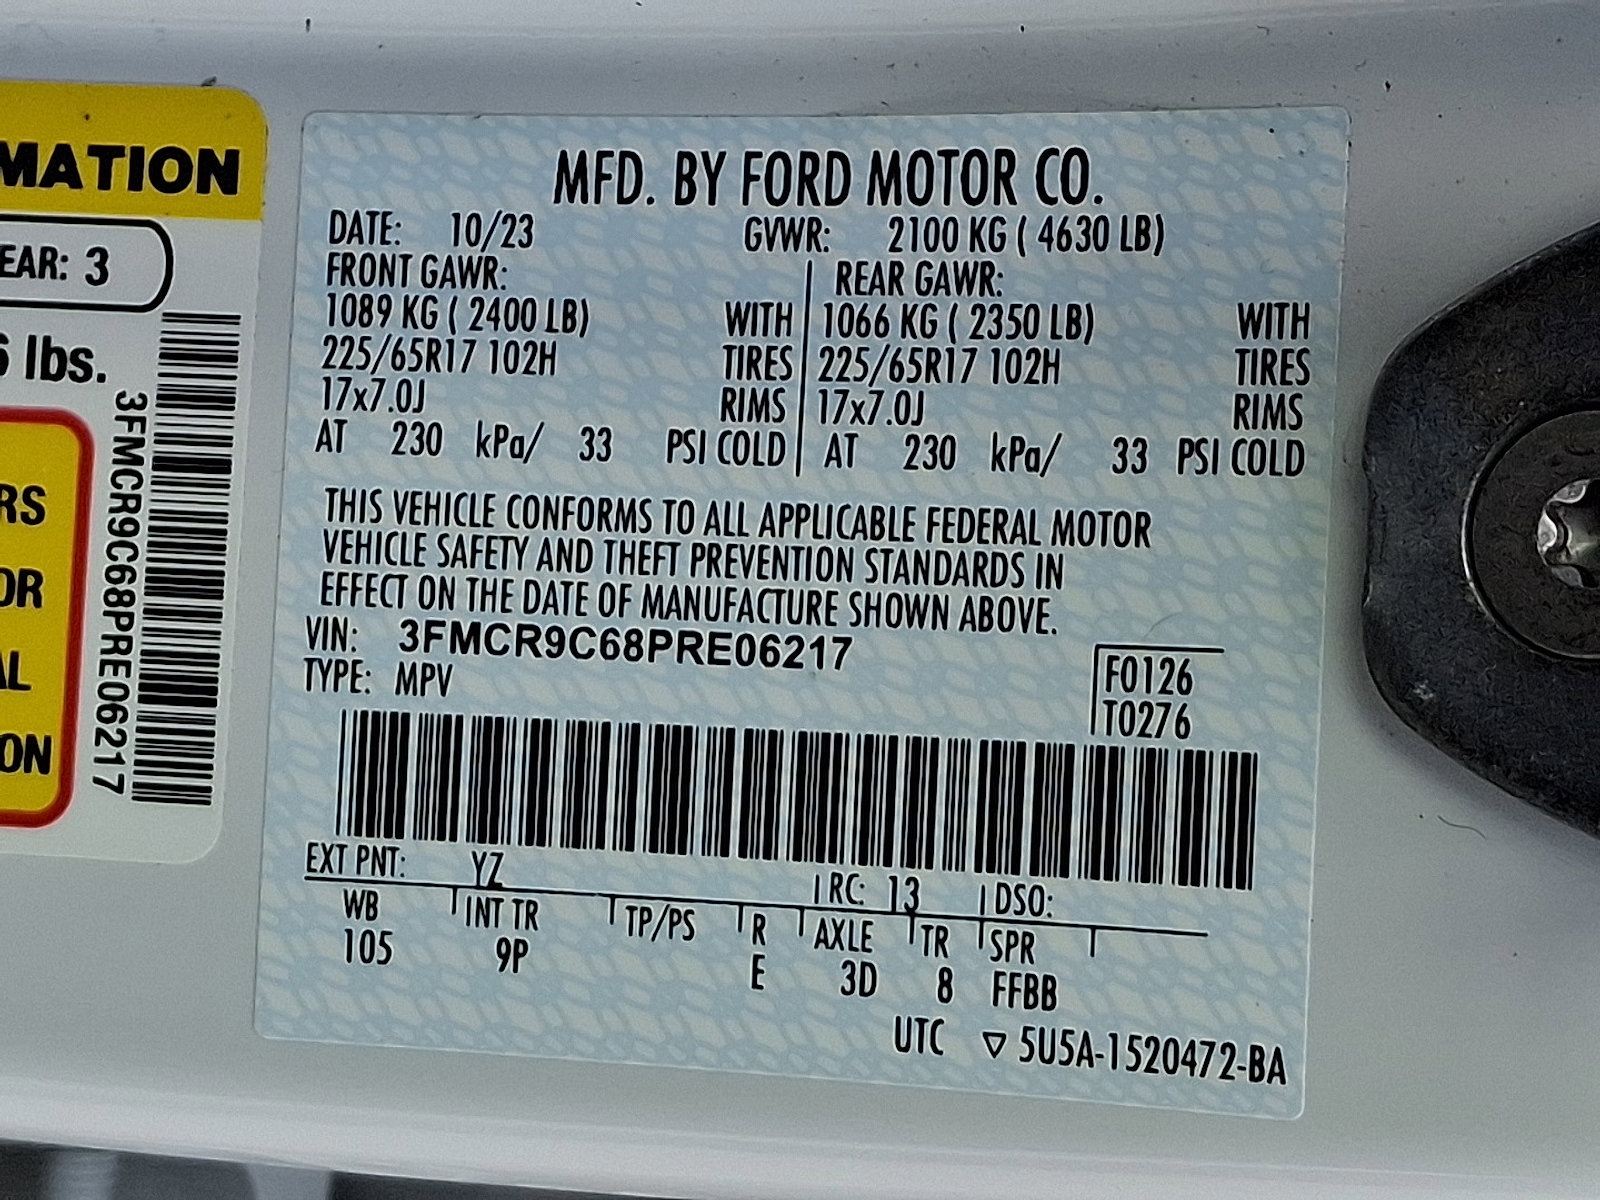 MATION
EAR: 3
lbs.
RS
OR
AL
ON
3FMCR9C68PRE06217
MFD. BY FORD MOTOR CO.
DATE: 10/23 GVWR: 2100 KG ( 4630 LB)
FRONT GAWR: REAR GAWR:
1089 KG ( 2400 LB) WITH 1066 KG ( 2350 LB) WITH
225/65R17 102H TIRES 225/65R17 102H TIRES
17x7.0J RIMS 17x7.0J RIMS
AT 230 kPa/ 33 PSI COLD AT 230 kPa/ 33 PSI COLD
THIS VEHICLE CONFORMS TO ALL APPLICABLE FEDERAL MOTOR
VEHICLE SAFETY AND THEFT PREVENTION STANDARDS IN
EFFECT ON THE DATE OF MANUFACTURE SHOWN ABOVE.
VIN: 3FMCR9C68PRE06217
TYPE: MPV
F0126
T0276
EXT PNT: YZ RC: 13 DSO:
WB INT TR TP/PS R AXLE TR SPR
105 9P E 3D 8 FFBB
UTC ▽ 5U5A-1520472-BA